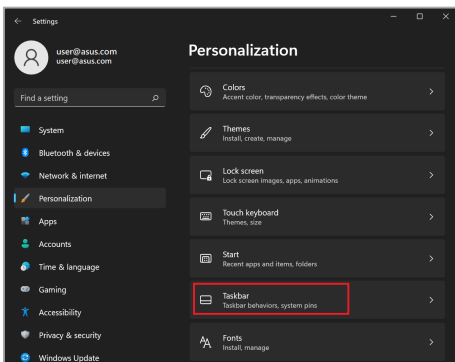 Settings
user@asus.com
user@asus.com
Find a setting
System
Bluetooth & devices
Network & internet
Personalization
Apps
Accounts
Time & language
Gaming
Accessibility
Privacy & security
Windows Update
Personalization
Colors
Accent color, transparency effects, color theme
Themes
Install, create, manage
Lock screen
Lock screen images, apps, animations
Touch keyboard
Themes, size
Start
Recent apps and items, folders
Taskbar
Taskbar behaviors, system pins
Fonts
Install, manage